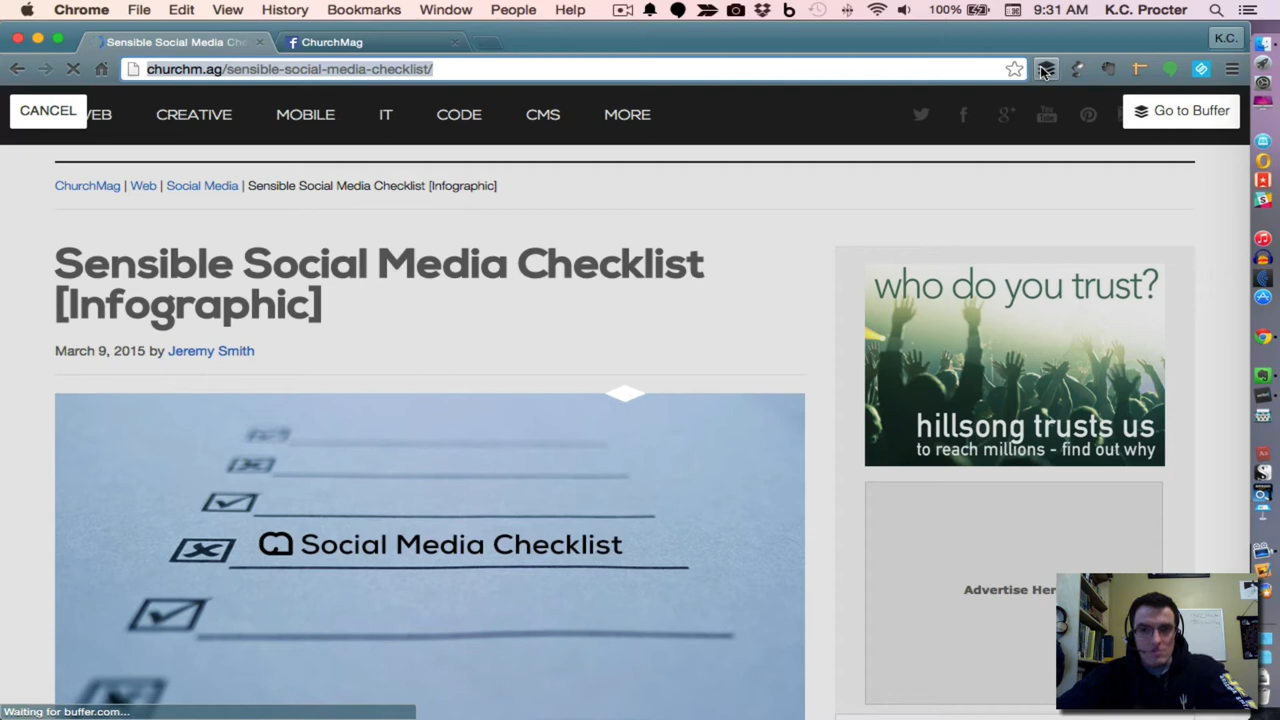 Chrome File Edit View History Bookmarks Window People Help 100% 9:31 AM K.C. Procter
Sensible Social Media Che ChurchMag K.C.
churchm.ag/sensible-social-media-checklist/
CANCEL WEB CREATIVE MOBILE IT CODE CMS MORE Go to Buffer
ChurchMag | Web | Social Media | Sensible Social Media Checklist [Infographic]
Sensible Social Media Checklist
[Infographic]
March 9, 2015 by Jeremy Smith
who do you trust?
hillsong trusts us
to reach millions - find out why
Social Media Checklist
Advertise Her
Waiting for buffer.com...